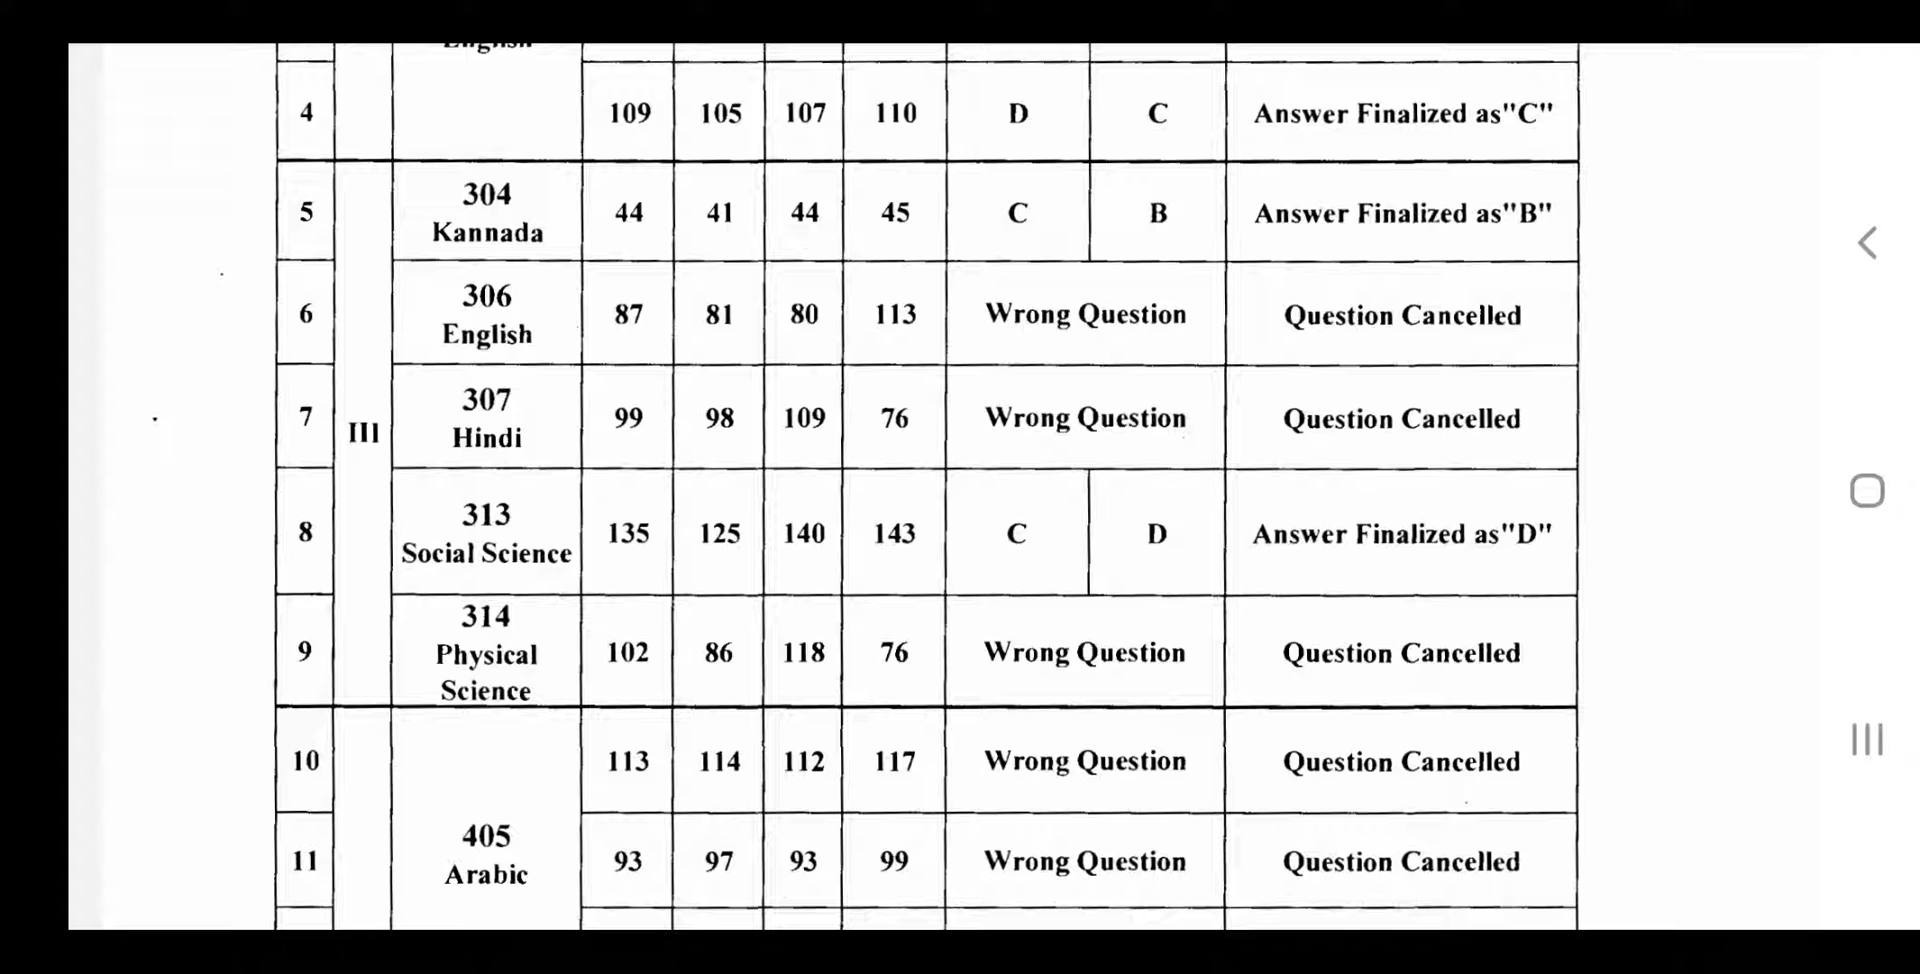 English
4 109 105 107 110 D C Answer Finalized as"C"
304
5 44 41 44 45 C B Answer Finalized as"B"
Kannada
306
6 87 81 80 113 Wrong Question Question Cancelled
English
307
7 99 98 109 76 Wrong Question Question Cancelled
III
Hindi
313
8 135 125 140 143 C D Answer Finalized as"D"
Social Science
314
9 Physical 102 86 118 76 Wrong Question Question Cancelled
Science
10 113 114 112 117 Wrong Question Question Cancelled
405
11 93 97 93 99 Wrong Question Question Cancelled
Arabic